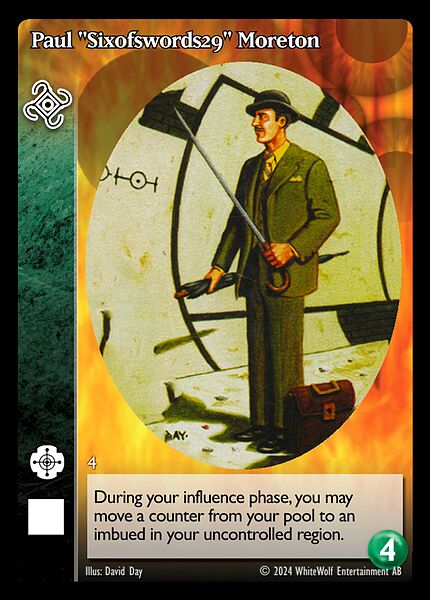 Paul "Sixofswords29" Moreton
DAY.
4
During your influence phase, you may
move a counter from your pool to an
imbued in your uncontrolled region.
4
Illus: David Day
© 2024 WhiteWolf Entertainment AB